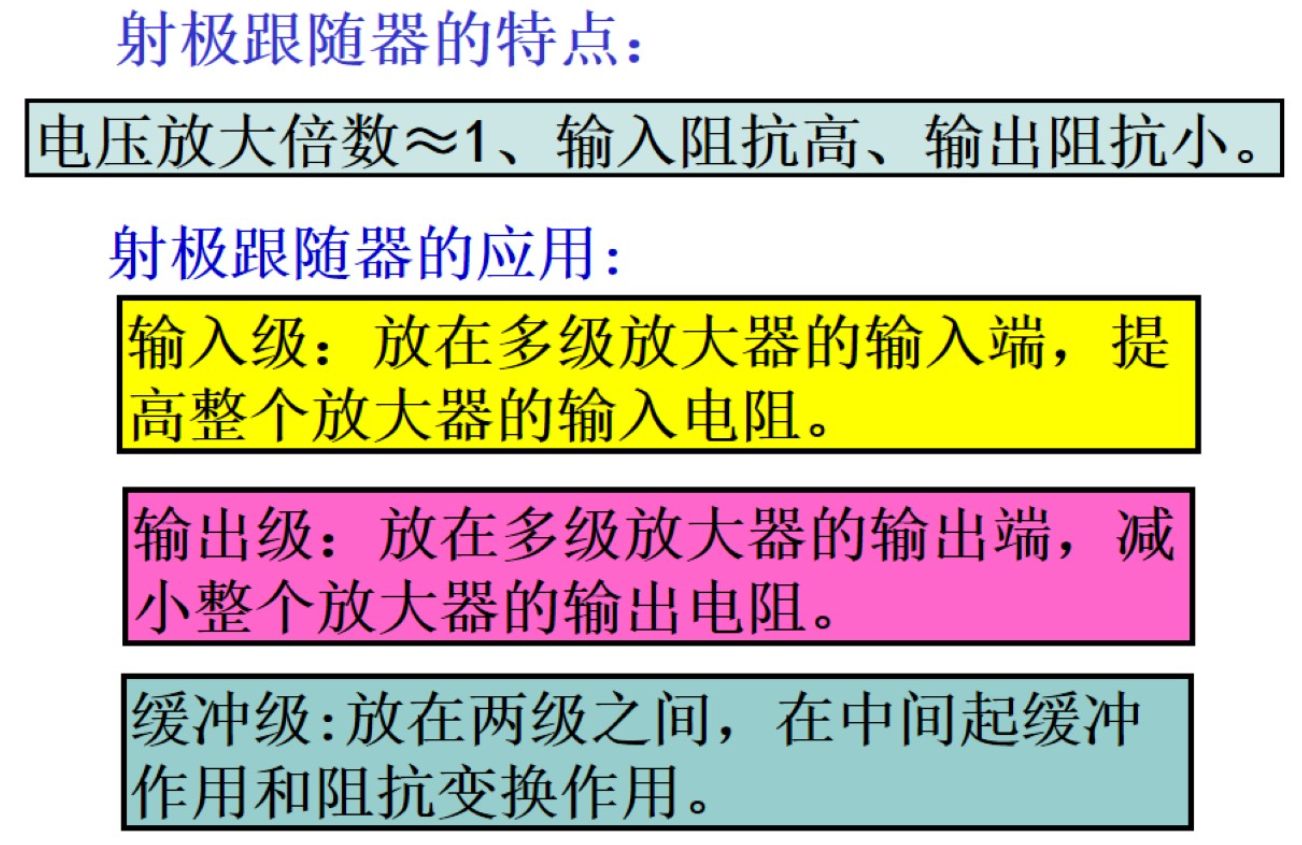 射极跟随器的特点：
电压放大倍数≈1、输入阻抗高、输出阻抗小。
射极跟随器的应用：
输入级：放在多级放大器的输入端，提
高整个放大器的输入电阻。
输出级：放在多级放大器的输出端，减
小整个放大器的输出电阻。
缓冲级:放在两级之间，在中间起缓冲
作用和阻抗变换作用。